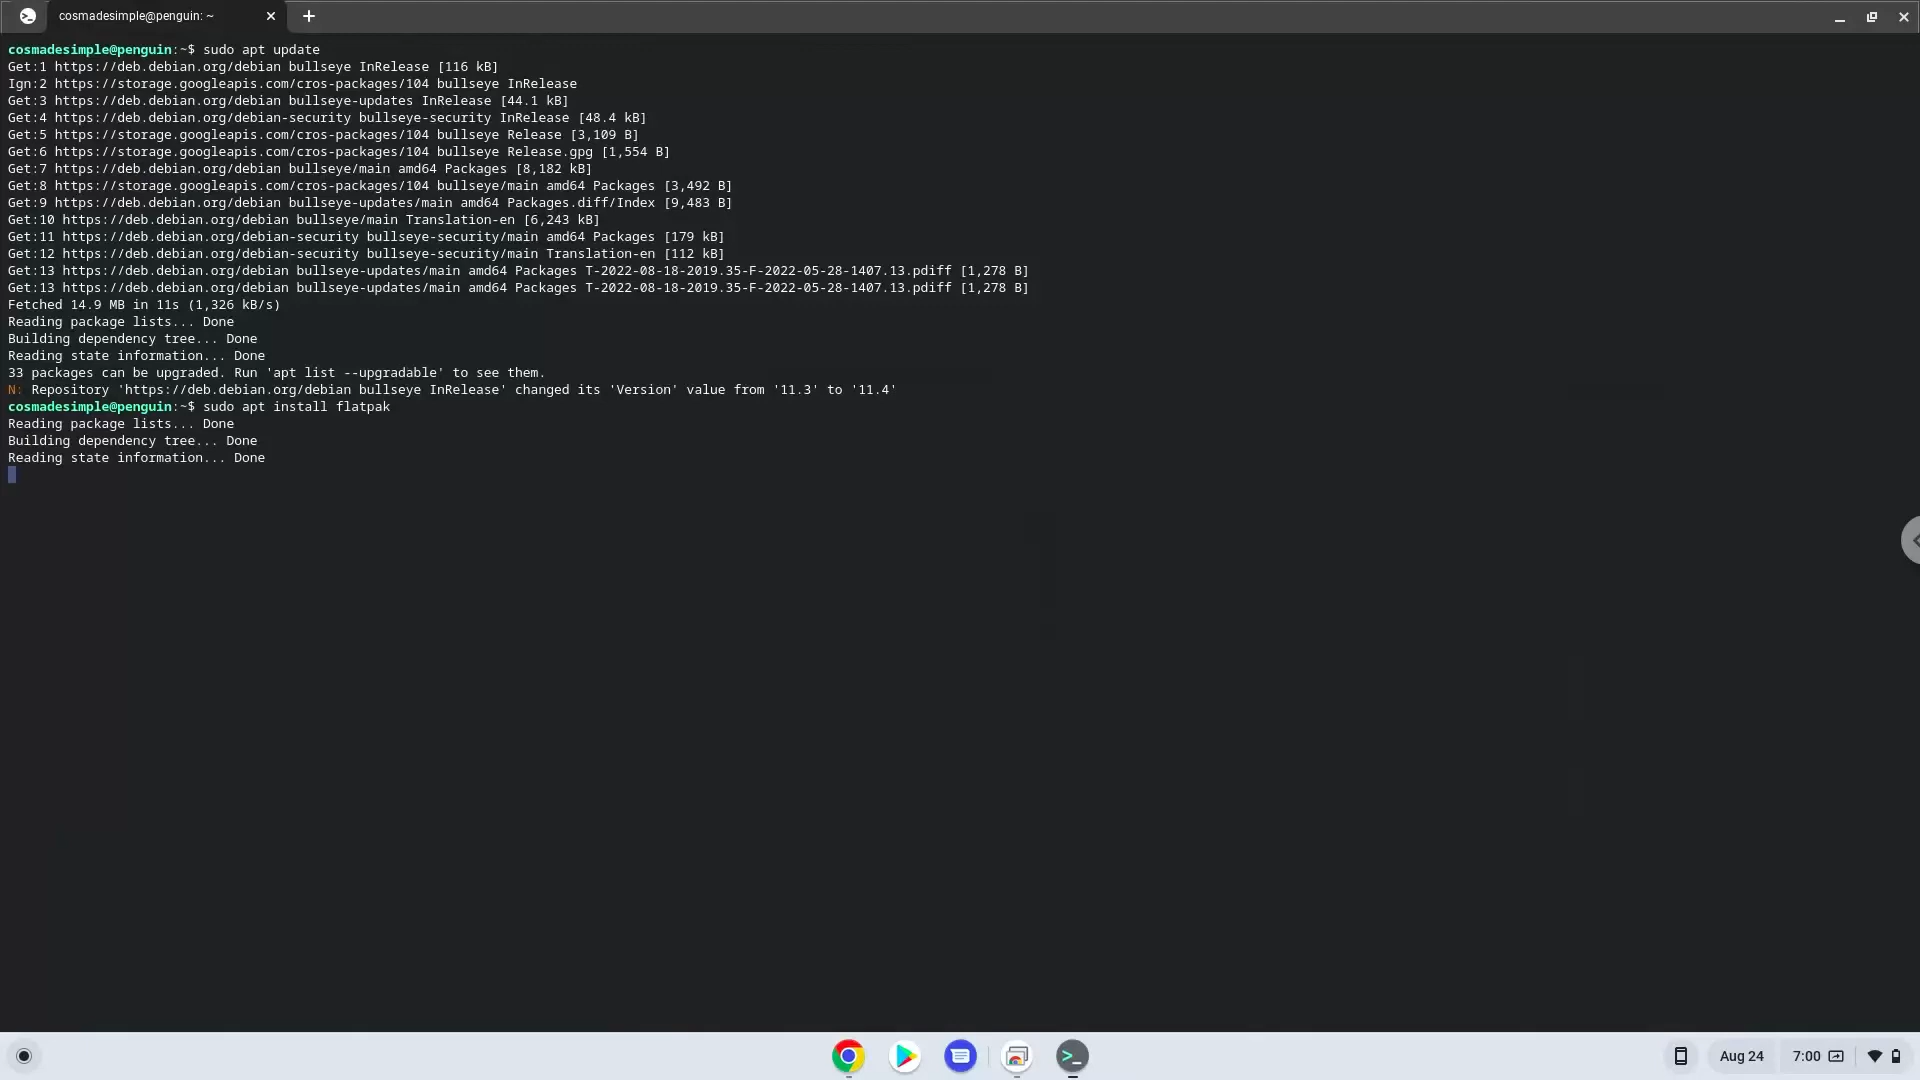 cosmadesimple@penguin: ~
cosmadesimple@penguin:~$ sudo apt update
Get:1 https://deb.debian.org/debian bullseye InRelease [116 kB]
Ign:2 https://storage.googleapis.com/cros-packages/104 bullseye InRelease
Get:3 https://deb.debian.org/debian bullseye-updates InRelease [44.1 kB]
Get:4 https://deb.debian.org/debian-security bullseye-security InRelease [48.4 kB]
Get:5 https://storage.googleapis.com/cros-packages/104 bullseye Release [3,109 B]
Get:6 https://storage.googleapis.com/cros-packages/104 bullseye Release.gpg [1,554 B]
Get:7 https://deb.debian.org/debian bullseye/main amd64 Packages [8,182 kB]
Get:8 https://storage.googleapis.com/cros-packages/104 bullseye/main amd64 Packages [3,492 B]
Get:9 https://deb.debian.org/debian bullseye-updates/main amd64 Packages.diff/Index [9,483 B]
Get:10 https://deb.debian.org/debian bullseye/main Translation-en [6,243 kB]
Get:11 https://deb.debian.org/debian-security bullseye-security/main amd64 Packages [179 kB]
Get:12 https://deb.debian.org/debian-security bullseye-security/main Translation-en [112 kB]
Get:13 https://deb.debian.org/debian bullseye-updates/main amd64 Packages T-2022-08-18-2019.35-F-2022-05-28-1407.13.pdiff [1,278 B]
Get:13 https://deb.debian.org/debian bullseye-updates/main amd64 Packages T-2022-08-18-2019.35-F-2022-05-28-1407.13.pdiff [1,278 B]
Fetched 14.9 MB in 11s (1,326 kB/s)
Reading package lists... Done
Building dependency tree... Done
Reading state information... Done
33 packages can be upgraded. Run 'apt list --upgradable' to see them.
N: Repository 'https://deb.debian.org/debian bullseye InRelease' changed its 'Version' value from '11.3' to '11.4'
cosmadesimple@penguin:~$ sudo apt install flatpak
Reading package lists... Done
Building dependency tree... Done
Reading state information... Done
Aug 24 7:00